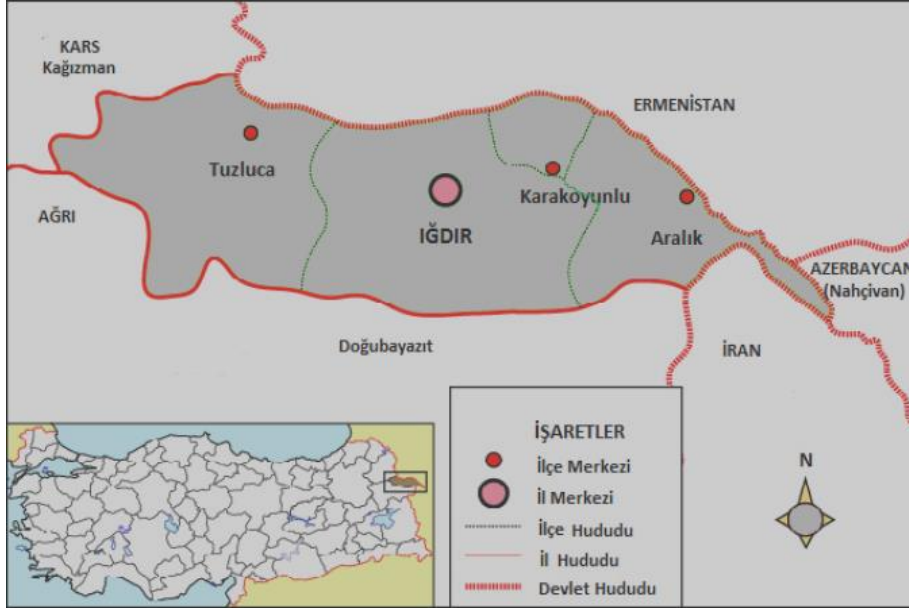 KARS
Kağızman
ERMENİSTAN
Tuzluca
Karakoyunlu
AĞRI
IĞDIR
Aralık
AZERBAYCAN
(Nahçivan)
Doğubayazıt
İRAN
İŞARETLER
İlçe Merkezi
İl Merkezi
İlçe Hududu
İl Hududu
Devlet Hududu
N